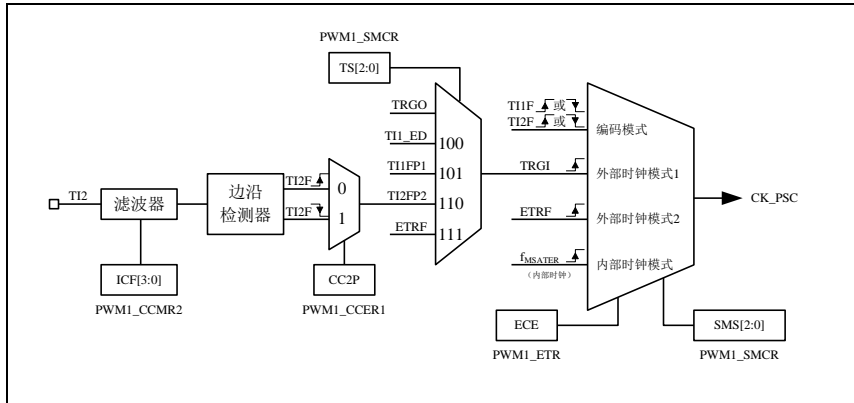 PWM1_SMCR
TS[2:0]
TRGO
TI1_ED
100
TI1FP1
101
TI2FP2
110
ETRF
111
TI2
滤波器
边沿
检测器
TI2F
0
TI2F
1
ICF[3:0]
PWM1_CCMR2
CC2P
PWM1_CCER1
TI1F 或
TI2F 或
编码模式
TRGI
外部时钟模式1
ETRF
外部时钟模式2
fMSATER
内部时钟模式
(内部时钟)
CK_PSC
ECE
PWM1_ETR
SMS[2:0]
PWM1_SMCR